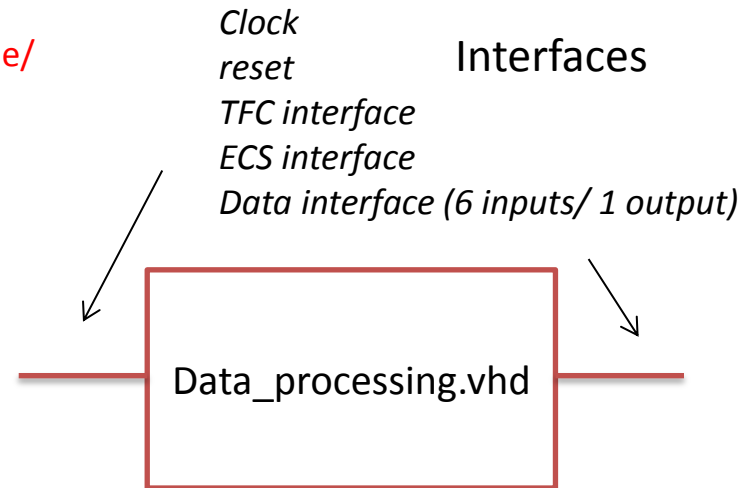 e/
Clock
reset
TFC interface
ECS interface
Data interface (6 inputs/ 1 output)
Interfaces
Data_processing.vhd